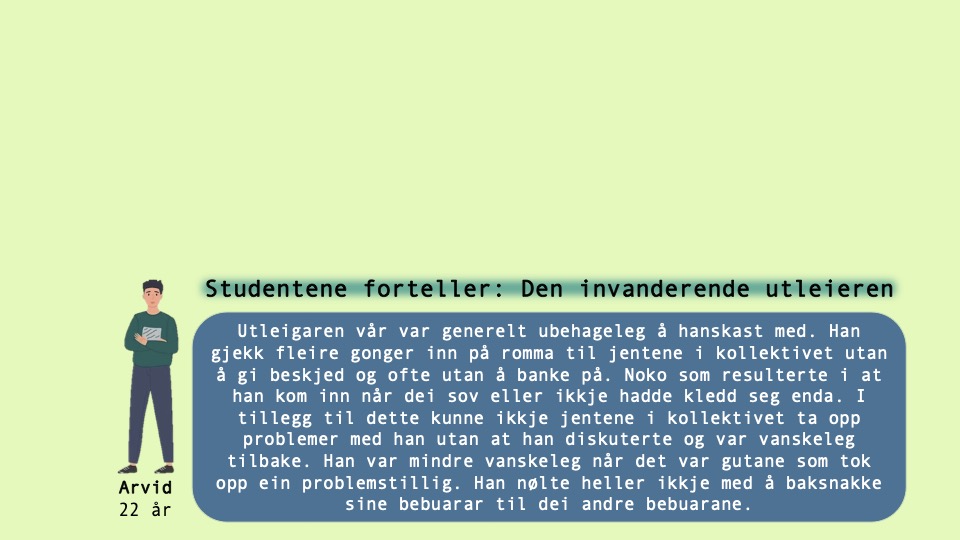 Studentene forteller: Den invanderende utleieren
Utleigaren vår var generelt ubehageleg å hanskast med. Han
gjekk fleire gonger inn på romma til jentene i kollektivet utan
å gi beskjed og ofte utan å banke på. Noko som resulterte i at
han kom inn når dei sov eller ikkje hadde kledd seg enda. I
tillegg til dette kunne ikkje jentene i kollektivet ta opp
problemer med han utan at han diskuterte og var vanskeleg
tilbake. Han var mindre vanskeleg når det var gutane som tok
opp ein problemstillig. Han nølte heller ikkje med å baksnakke
sine bebuarar til dei andre bebuarane.
Arvid
22 år